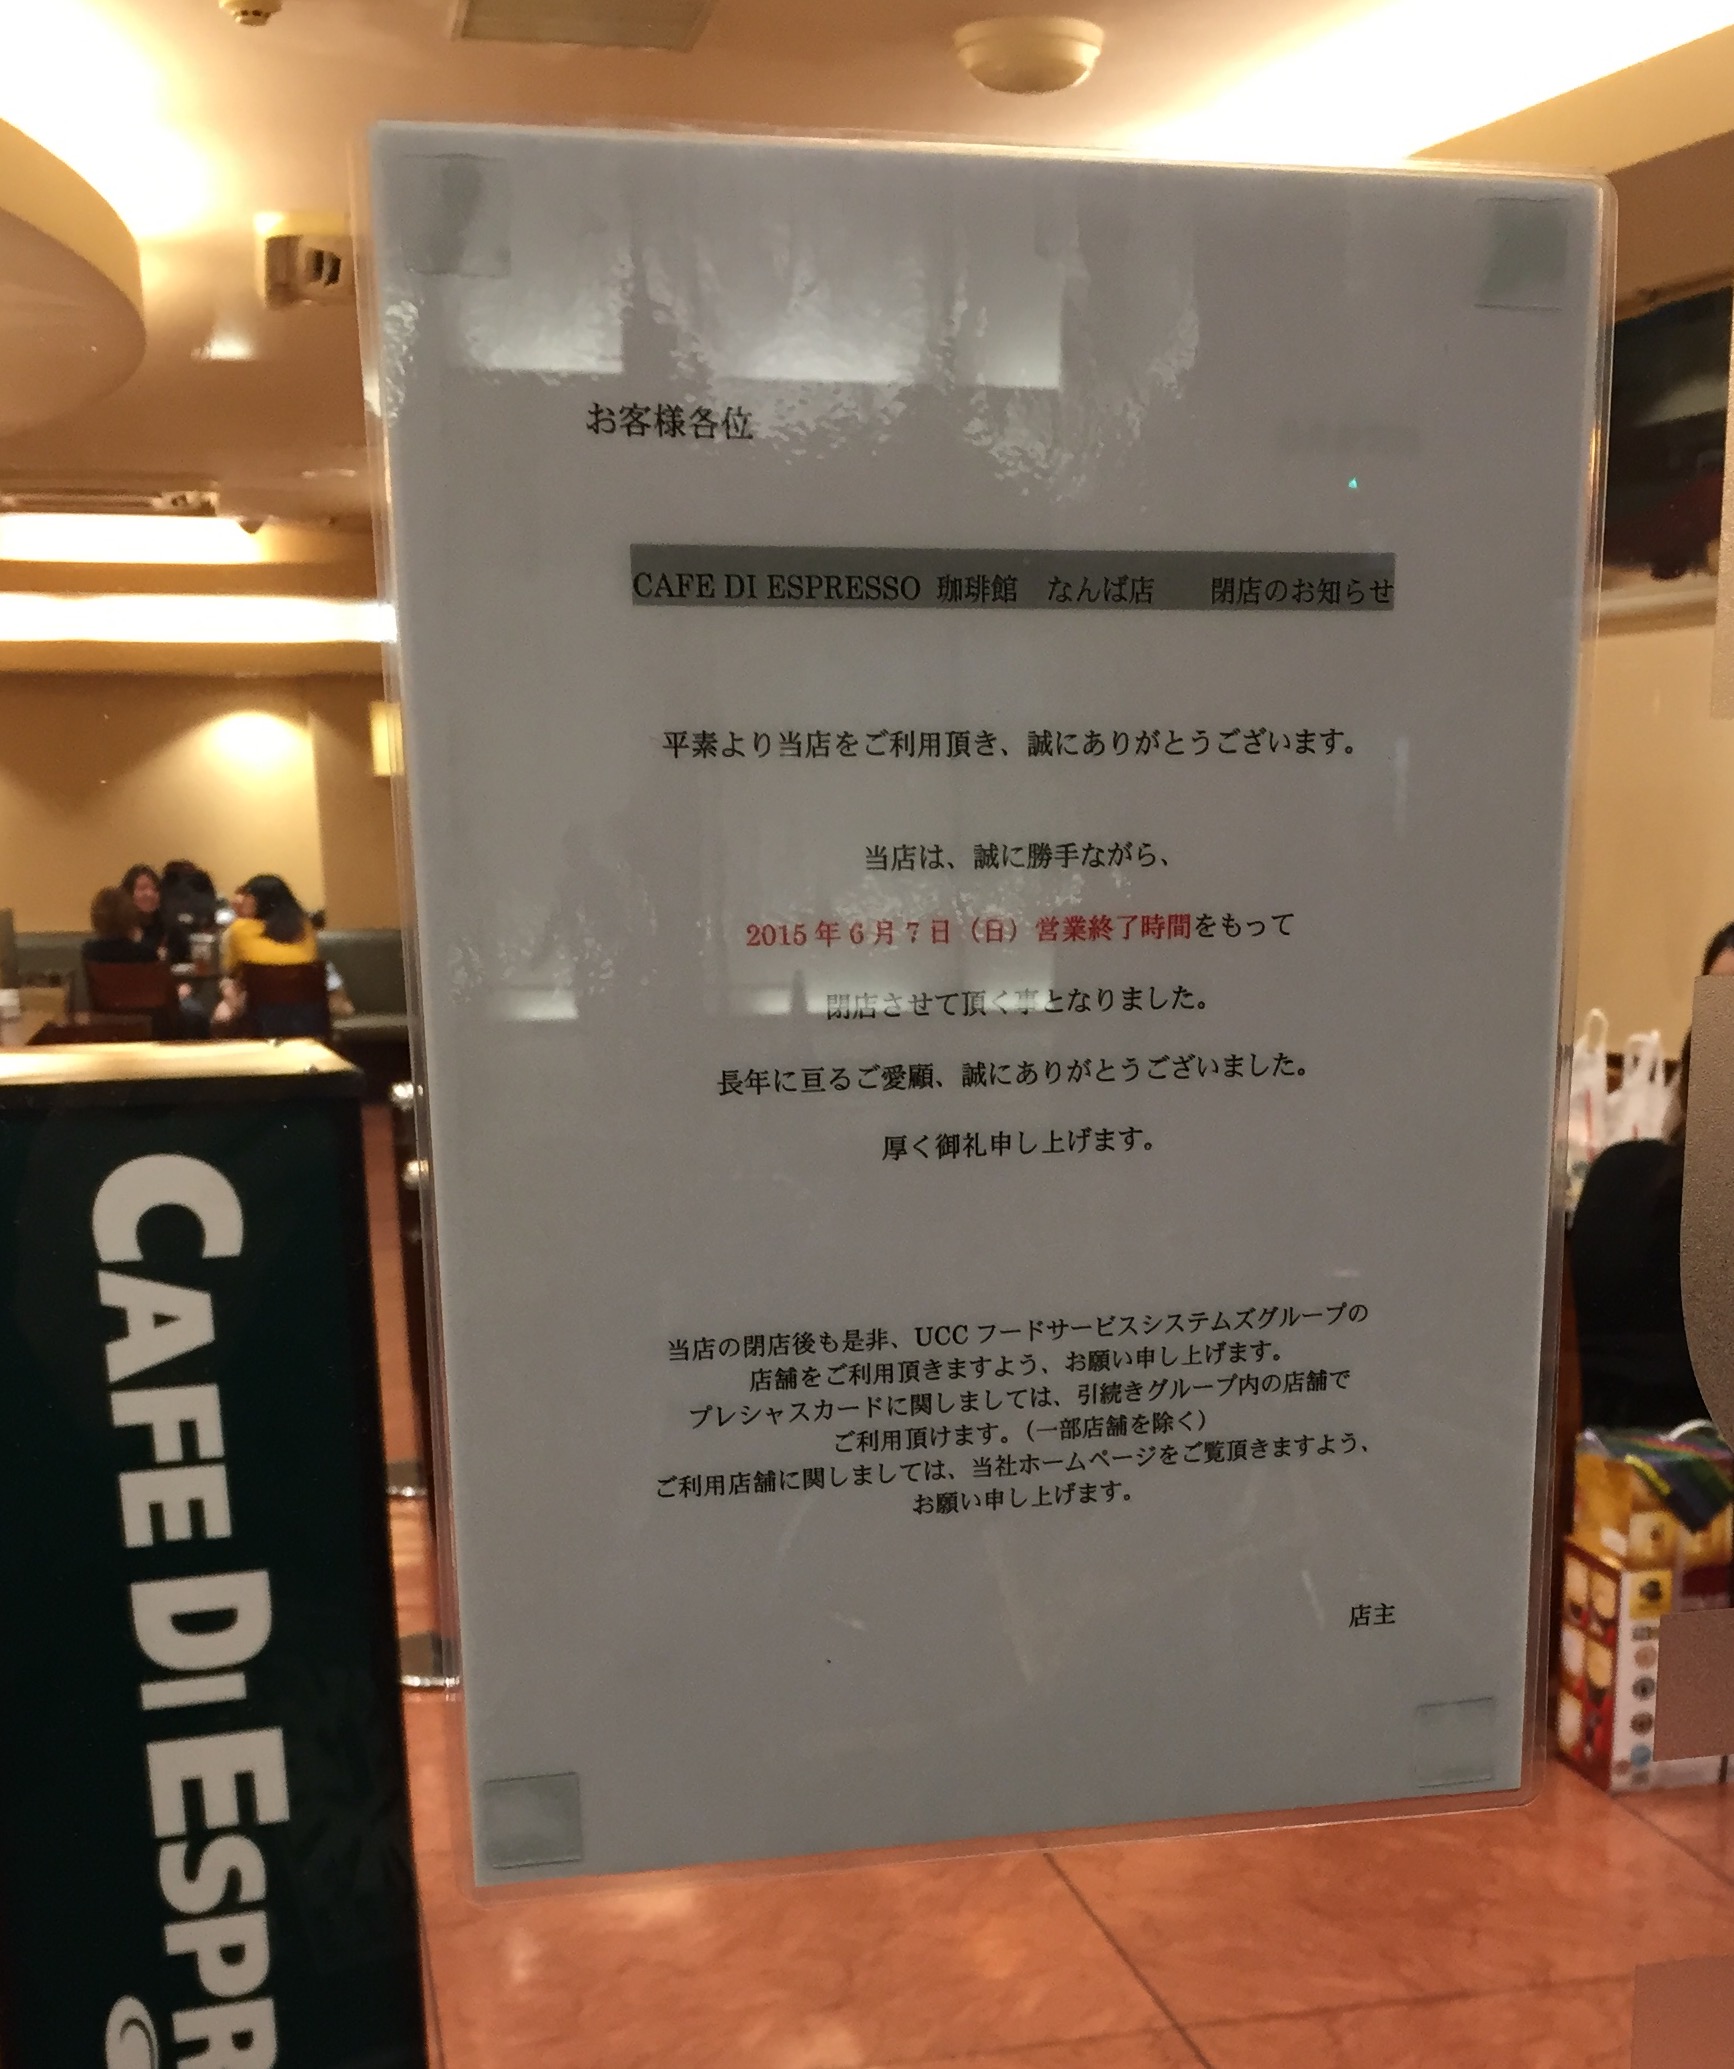 お客様各位
CAFE DI ESPRESSO 珈琲館　なんば店　　閉店のお知らせ
平素より当店をご利用頂き、誠にありがとうございます。
当店は、誠に勝手ながら、
2015年6月7日（日）営業終了時間をもって
閉店させて頂く事となりました。
長年に亘るご愛顧、誠にありがとうございました。
厚く御礼申し上げます。
当店の閉店後も是非、UCCフードサービスシステムズグループの
店舗をご利用頂きますよう、お願い申し上げます。
プレシャスカードに関しましては、引続きグループ内の店舗で
ご利用頂けます。（一部店舗を除く）
ご利用店舗に関しましては、当社ホームページをご覧頂きますよう、
お願い申し上げます。
店主
CAFE DI ESPR